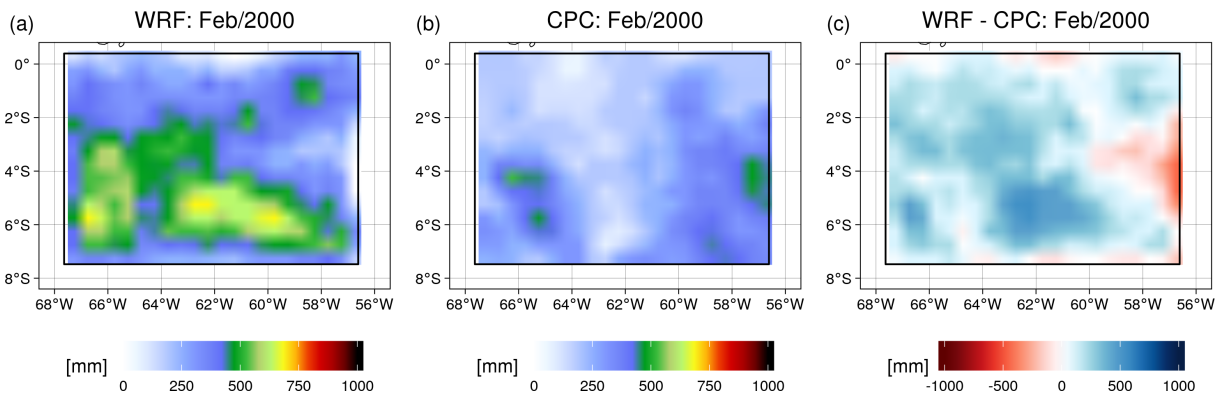 (a) WRF: Feb/2000
(b) CPC: Feb/2000
(c) WRF - CPC: Feb/2000
0°
2°S
4°S
6°S
8°S
68°W 66°W 64°W 62°W 60°W 58°W 56°W
[mm]
0 250 500 750 1000
0°
2°S
4°S
6°S
8°S
68°W 66°W 64°W 62°W 60°W 58°W 56°W
[mm]
0 250 500 750 1000
0°
2°S
4°S
6°S
8°S
68°W 66°W 64°W 62°W 60°W 58°W 56°W
[mm]
-1000 -500 0 500 1000